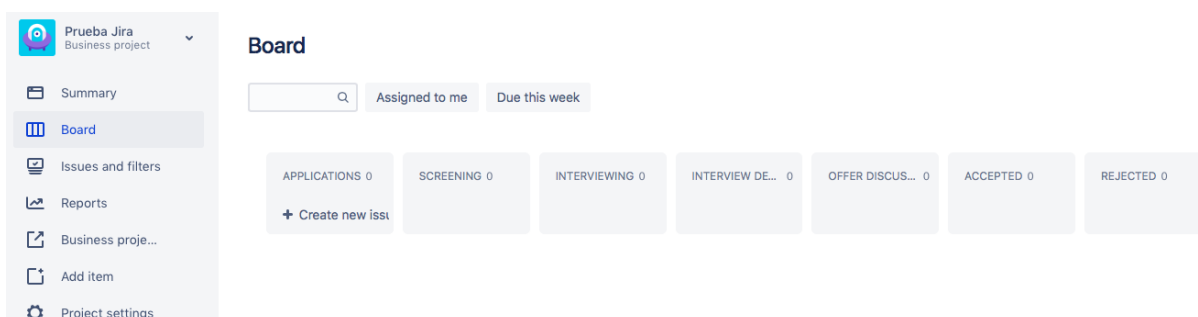 Prueba Jira
Business project
Summary
Board
Issues and filters
Reports
Business proje...
Add item
Project settings
Board
Assigned to me
Due this week
APPLICATIONS 0
SCREENING 0
INTERVIEWING 0
INTERVIEW DE... 0
OFFER DISCUS... 0
ACCEPTED 0
REJECTED 0
+ Create new issu